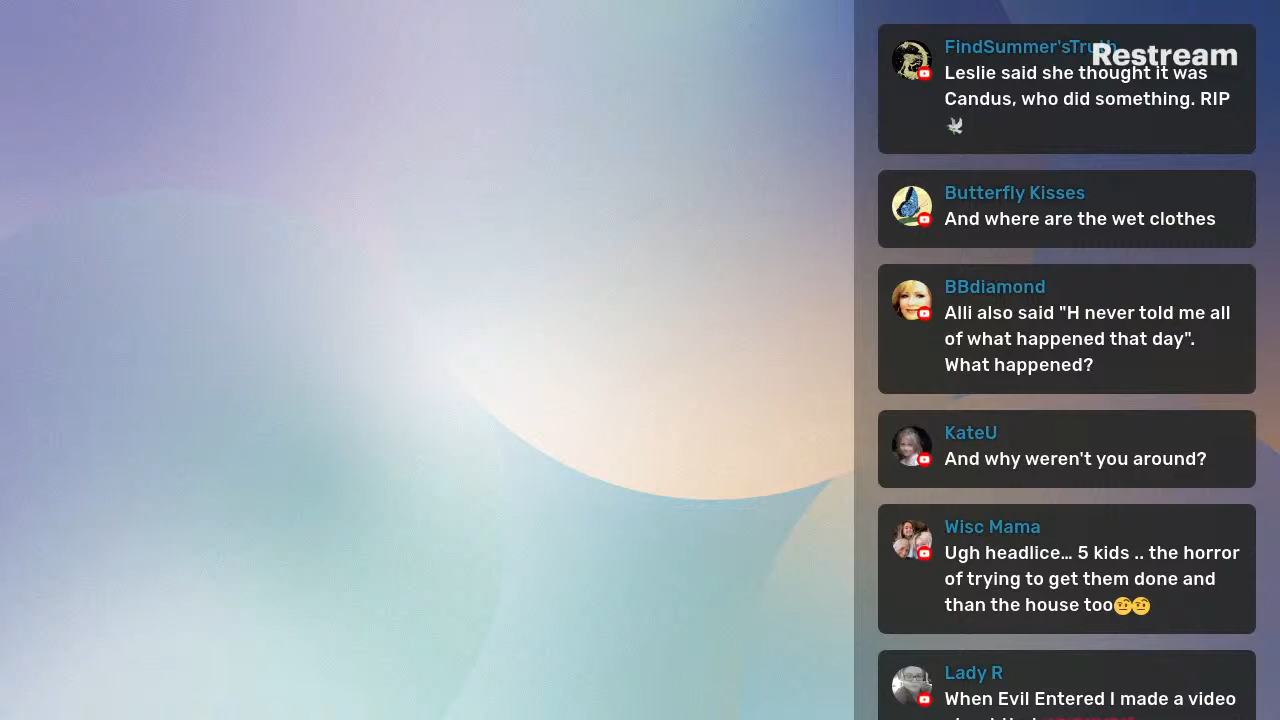 FindSummer'sTruth
Restream
Leslie said she thought it was
Candus, who did something. RIP
🕊
Butterfly Kisses
And where are the wet clothes
BBdiamond
Alli also said "H never told me all
of what happened that day".
What happened?
KateU
And why weren't you around?
Wisc Mama
Ugh headlice... 5 kids .. the horror
of trying to get them done and
than the house too🤨🤨
Lady R
When Evil Entered I made a video